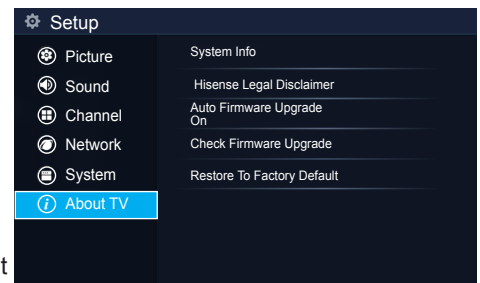 Setup
Picture
Sound
Channel
Network
System
About TV
System Info
Hisense Legal Disclaimer
Auto Firmware Upgrade
On
Check Firmware Upgrade
Restore To Factory Default
t